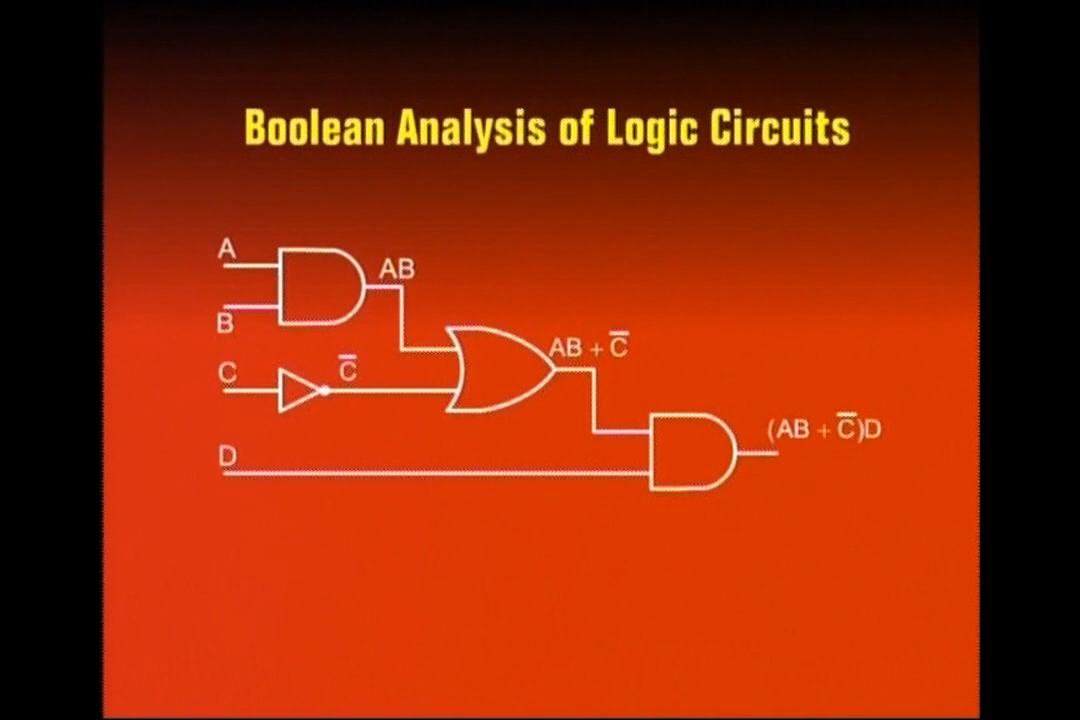 Boolean Analysis of Logic Circuits
A
AB
B
AB + C̅
C
C̅
(AB + C̅)D
D